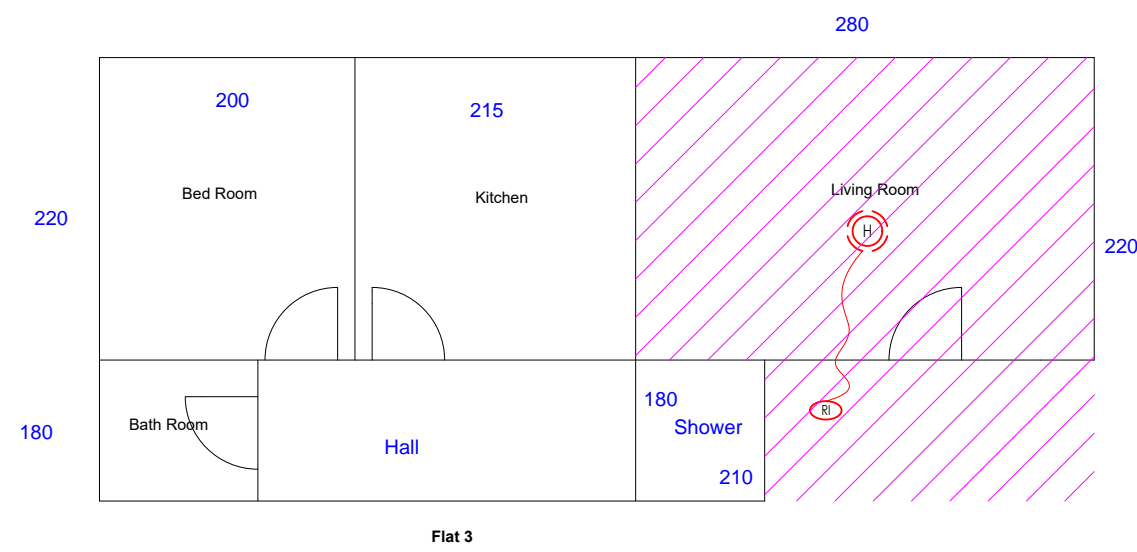 280
200
215
Bed Room
Kitchen
Living Room
220
H
220
180
RI
Bath Room
Shower
180
Hall
210
Flat 3